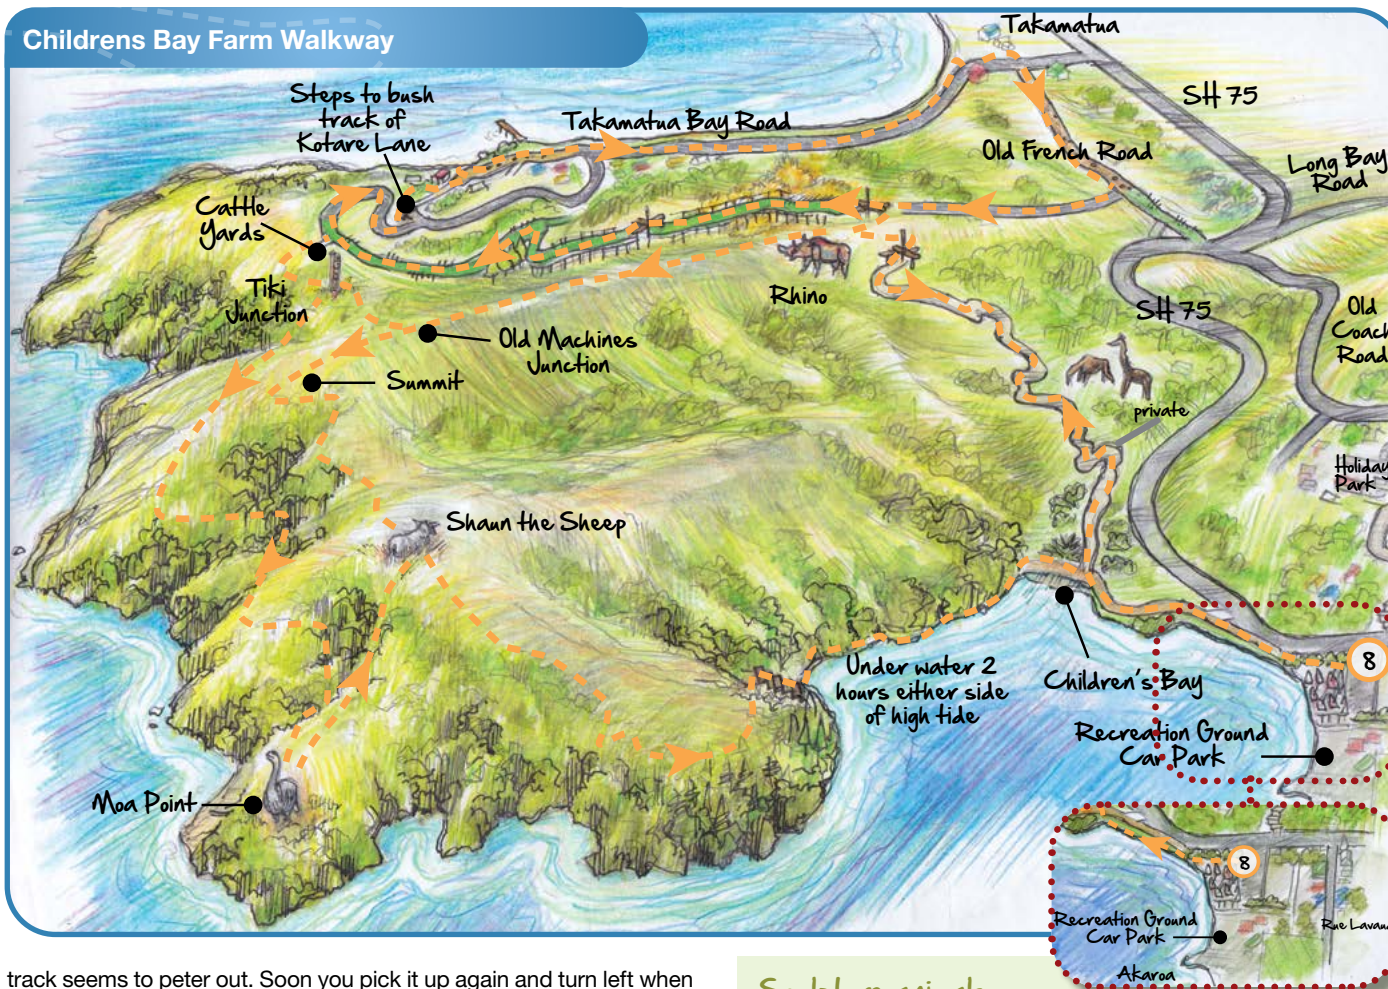 Childrens Bay Farm Walkway
Takamatua
Steps to bush
track of
Kotare Lane
Takamatua Bay Road
SH 75
Old French Road
Long Bay
Road
Cattle
Yards
Tiki
Junction
Rhino
SH 75
Old
Coach
Road
Old Machines
Junction
Summit
private
Holiday
Park
Shaun the Sheep
Under water 2
hours either side
of high tide
Children's Bay
8
Recreation Ground
Car Park
Moa Point
8
Recreation Ground
Car Park
Rue Lavaud
Akaroa
track seems to peter out. Soon you pick it up again and turn left when